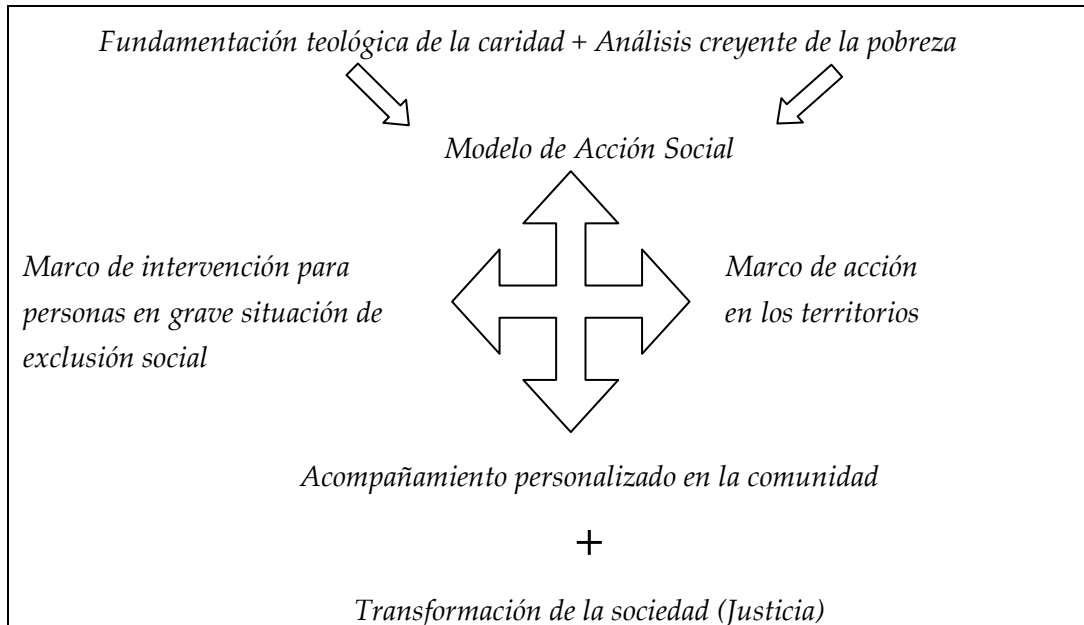 Fundamentación teológica de la caridad + Análisis creyente de la pobreza
Modelo de Acción Social
Marco de intervención para
personas en grave situación de
exclusión social
Marco de acción
en los territorios
Acompañamiento personalizado en la comunidad
+
Transformación de la sociedad (Justicia)